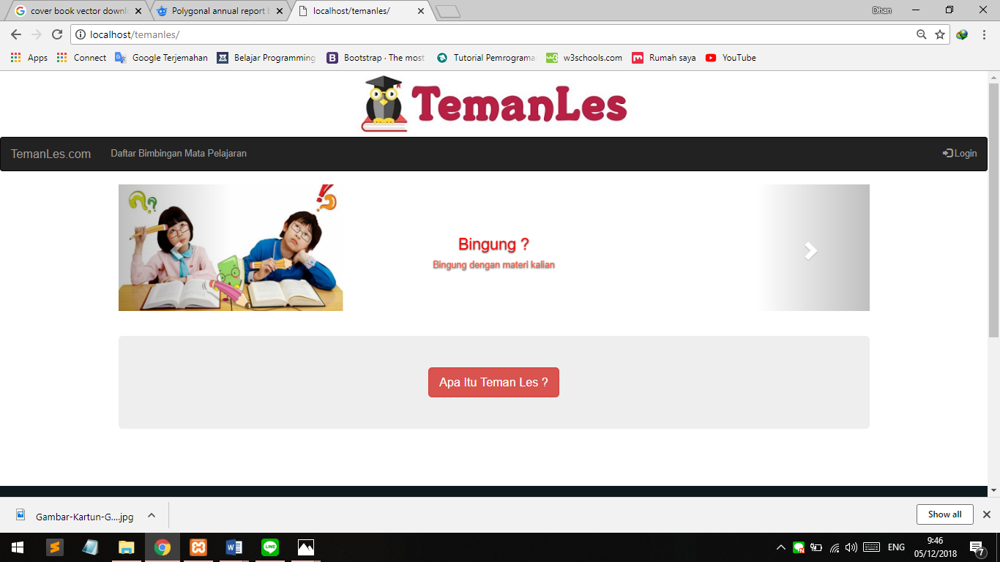 cover book vector downl
Polygonal annual report b
localhost/temanles/
Dhan
localhost/temanles/
Apps
Connect
Google Terjemahan
Belajar Programming
Bootstrap · The most
Tutorial Pemrograma
w3schools.com
Rumah saya
YouTube
TemanLes
TemanLes.com
Daftar Bimbingan Mata Pelajaran
Login
Bingung ?
Bingung dengan materi kalian
Apa Itu Teman Les ?
Gambar-Kartun-G....jpg
Show all
ENG
9:46
05/12/2018
7